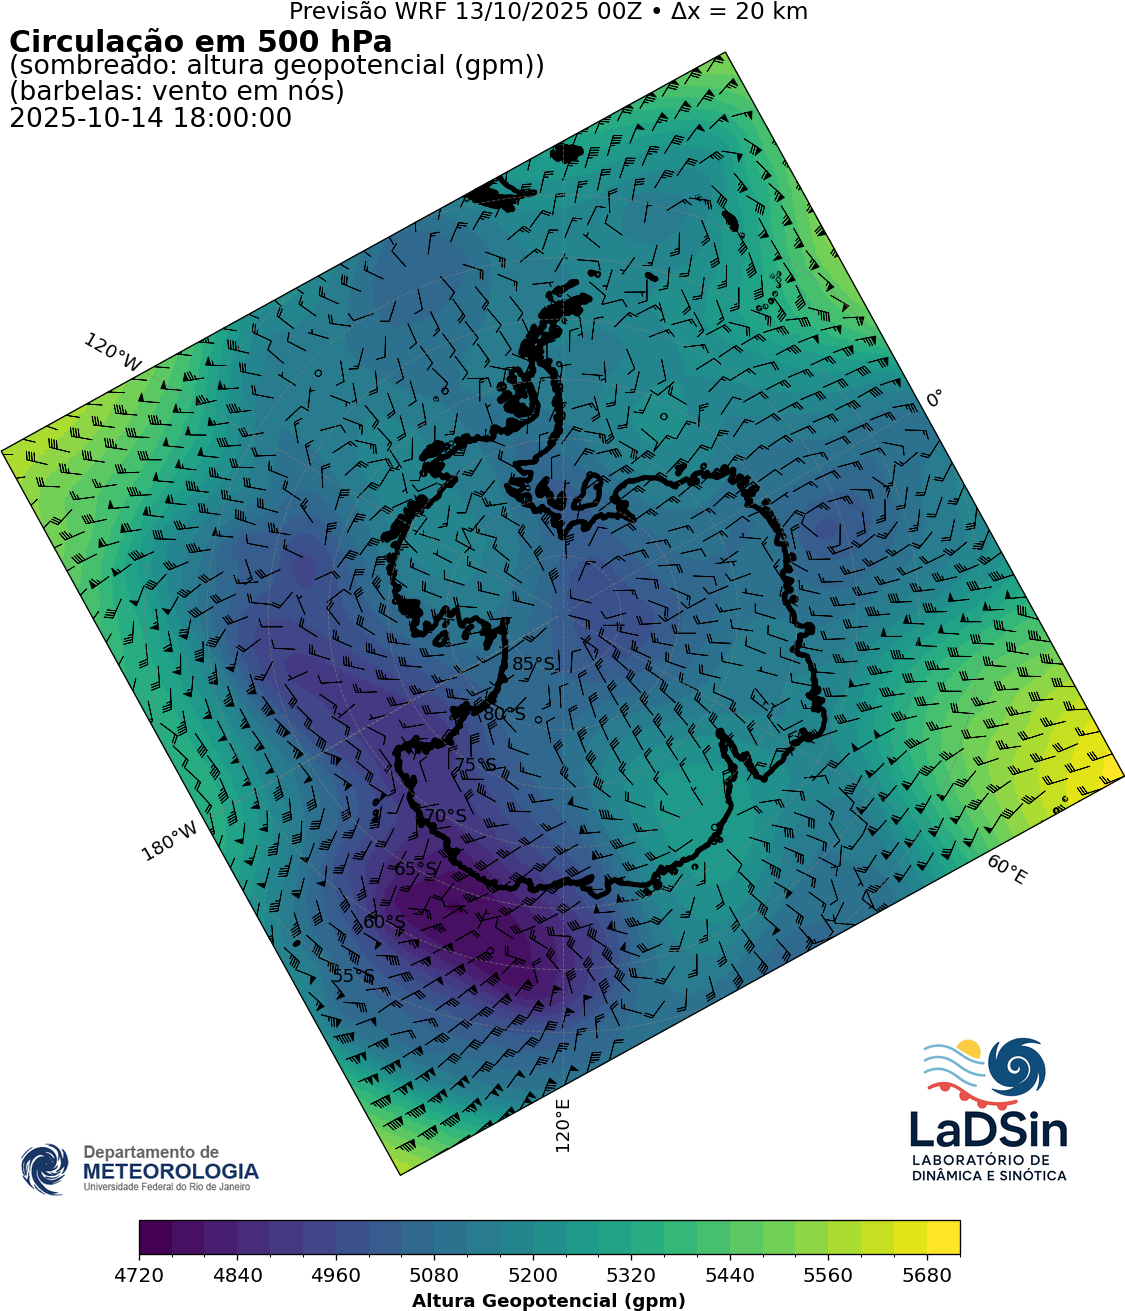 Previsão WRF 13/10/2025 00Z • Δx = 20 km
Circulação em 500 hPa
(sombreado: altura geopotencial (gpm))
(barbelas: vento em nós)
2025-10-14 18:00:00
120°W
0°
85°S
80°S
75°S
70°S
180°W
65°S
60°E
60°S
55°S
120°E
LaDSin
LABORATÓRIO DE
DINÂMICA E SINÓTICA
Departamento de
METEOROLOGIA
Universidade Federal do Rio de Janeiro
4720 4840 4960 5080 5200 5320 5440 5560 5680
Altura Geopotencial (gpm)